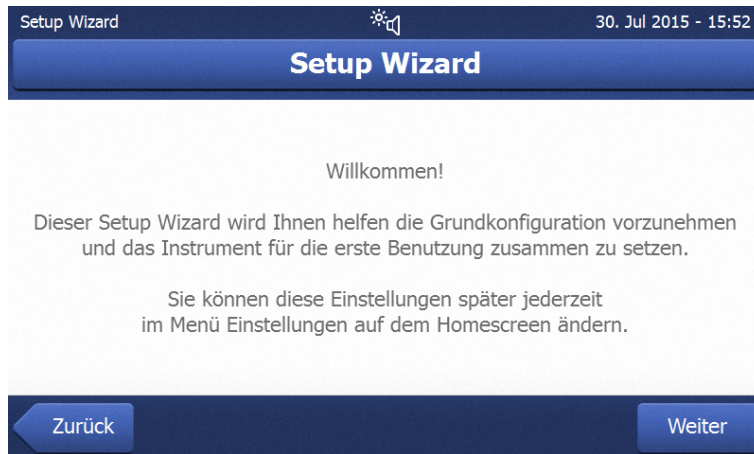 Setup Wizard
30. Jul 2015 - 15:52
Setup Wizard
Willkommen!
Dieser Setup Wizard wird Ihnen helfen die Grundkonfiguration vorzunehmen
und das Instrument für die erste Benutzung zusammen zu setzen.
Sie können diese Einstellungen später jederzeit
im Menü Einstellungen auf dem Homescreen ändern.
Zurück
Weiter